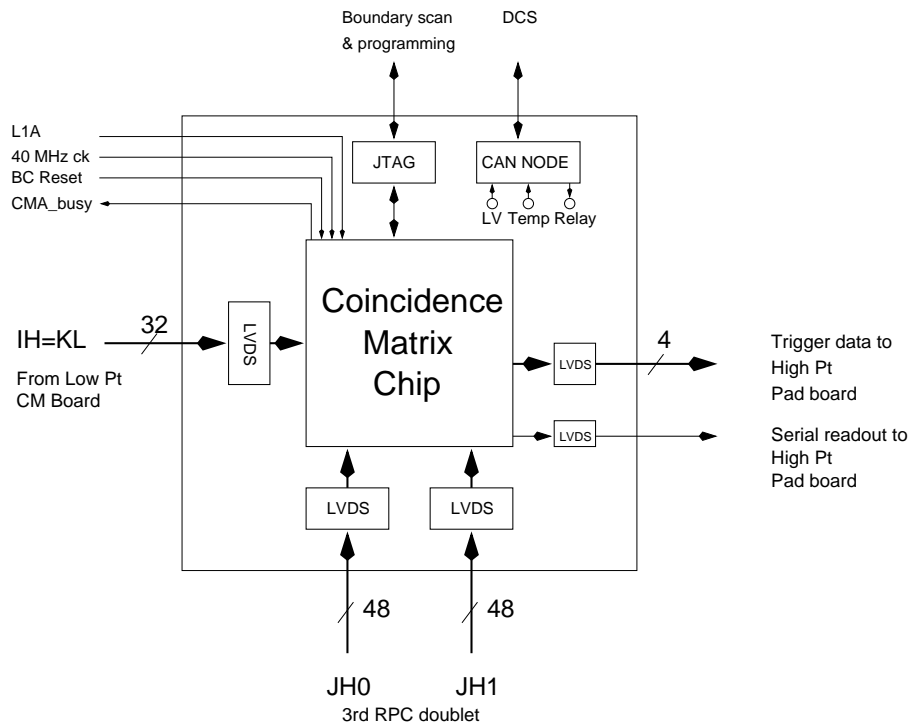 Boundary scan
& programming
DCS
L1A
40 MHz ck
BC Reset
CMA_busy
JTAG
CAN NODE
LV Temp Relay
Coincidence
Matrix
Chip
IH=KL
32
From Low Pt
CM Board
LVDS
LVDS
4
Trigger data to
High Pt
Pad board
LVDS
Serial readout to
High Pt
Pad board
LVDS
LVDS
48
48
JH0
JH1
3rd RPC doublet